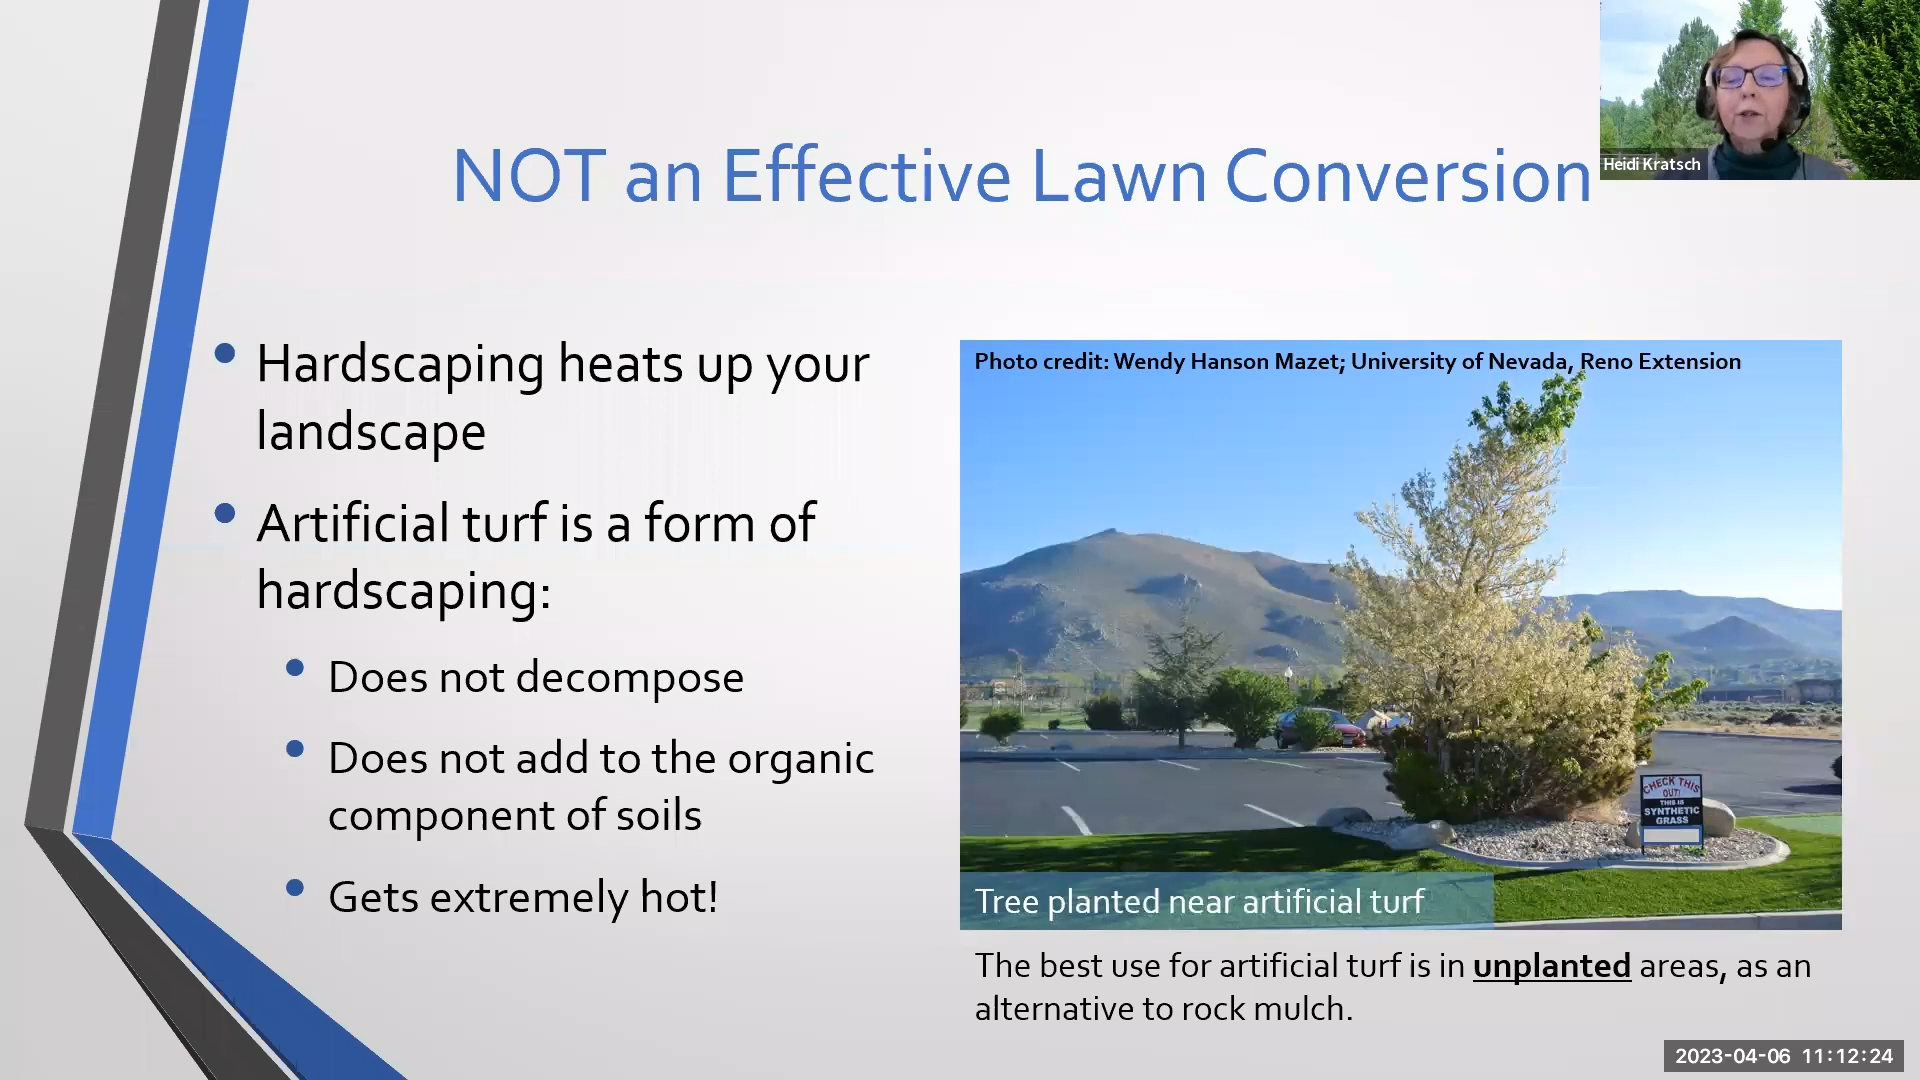 Heidi Kratsch
NOT an Effective Lawn Conversion
Hardscaping heats up your
landscape
Artificial turf is a form of
hardscaping:
Does not decompose
Does not add to the organic
component of soils
Gets extremely hot!
Photo credit: Wendy Hanson Mazet; University of Nevada, Reno Extension
CHECK THIS
OUT!
THIS IS
SYNTHETIC
GRASS
Tree planted near artificial turf
The best use for artificial turf is in unplanted areas, as an
alternative to rock mulch.
2023-04-06 11:12:24